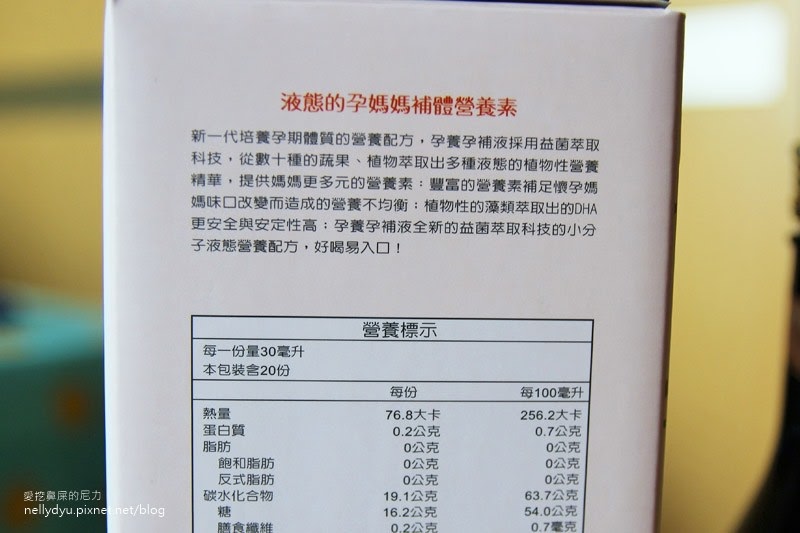 液態的孕媽媽補體營養素
新一代培養孕期體質的營養配方，孕養孕補液採用益菌萃取
科技，從數十種的蔬果、植物萃取出多種液態的植物性營養
精華，提供媽媽更多元的營養素：豐富的營養素補足懷孕媽
媽味口改變而造成的營養不均衡：植物性的藻類萃取出的DHA
更安全與安定性高：孕養孕補液全新的益菌萃取科技的小分
子液態營養配方，好喝易入口！
營養標示
每一份量30毫升
本包裝含20份
每份 每100毫升
熱量 76.8大卡 256.2大卡
蛋白質 0.2公克 0.7公克
脂肪 0公克 0公克
飽和脂肪 0公克 0公克
反式脂肪 0公克 0公克
碳水化合物 19.1公克 63.7公克
糖 16.2公克 54.0公克
膳食纖維 0.2公克 0.7毫克
愛挖鼻屎的尼力
nellydyu.pixnet.net/blog